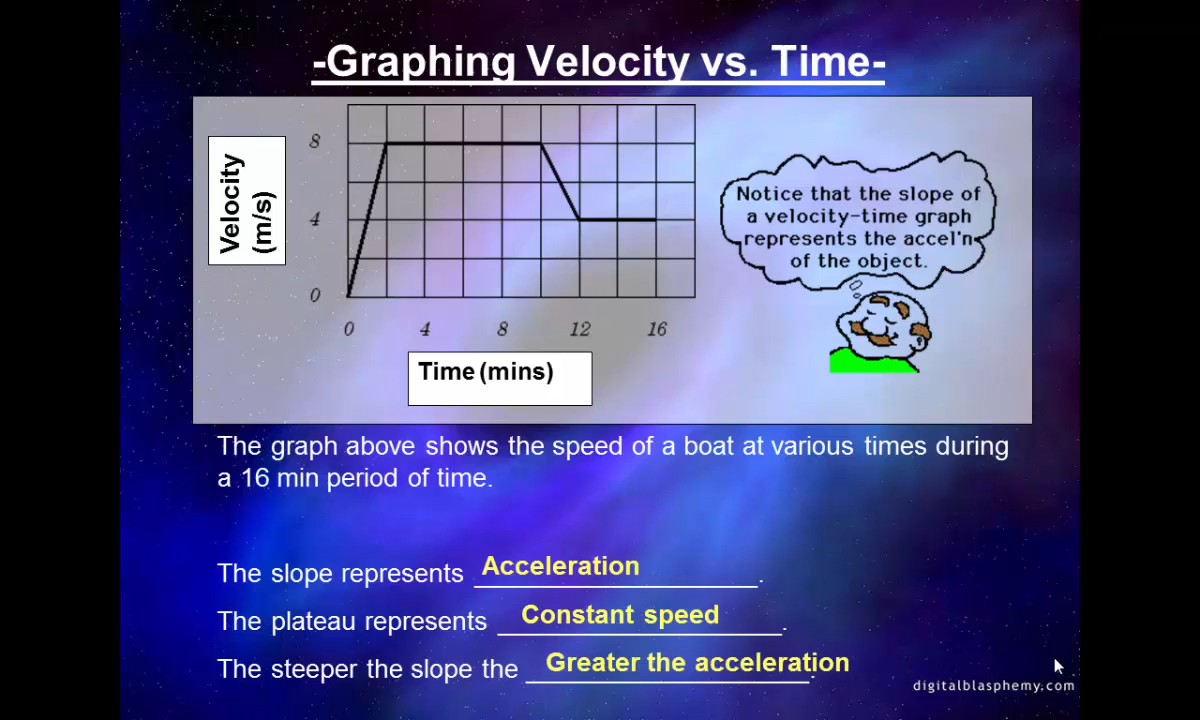 -Graphing Velocity vs. Time-
Velocity
(m/s)
8
4
0
0 4 8 12 16
Time (mins)
Notice that the slope of
a velocity-time graph
represents the accel'n
of the object.
The graph above shows the speed of a boat at various times during
a 16 min period of time.
The slope represents Acceleration.
The plateau represents Constant speed.
The steeper the slope the Greater the acceleration.
digitalblasphemy.com